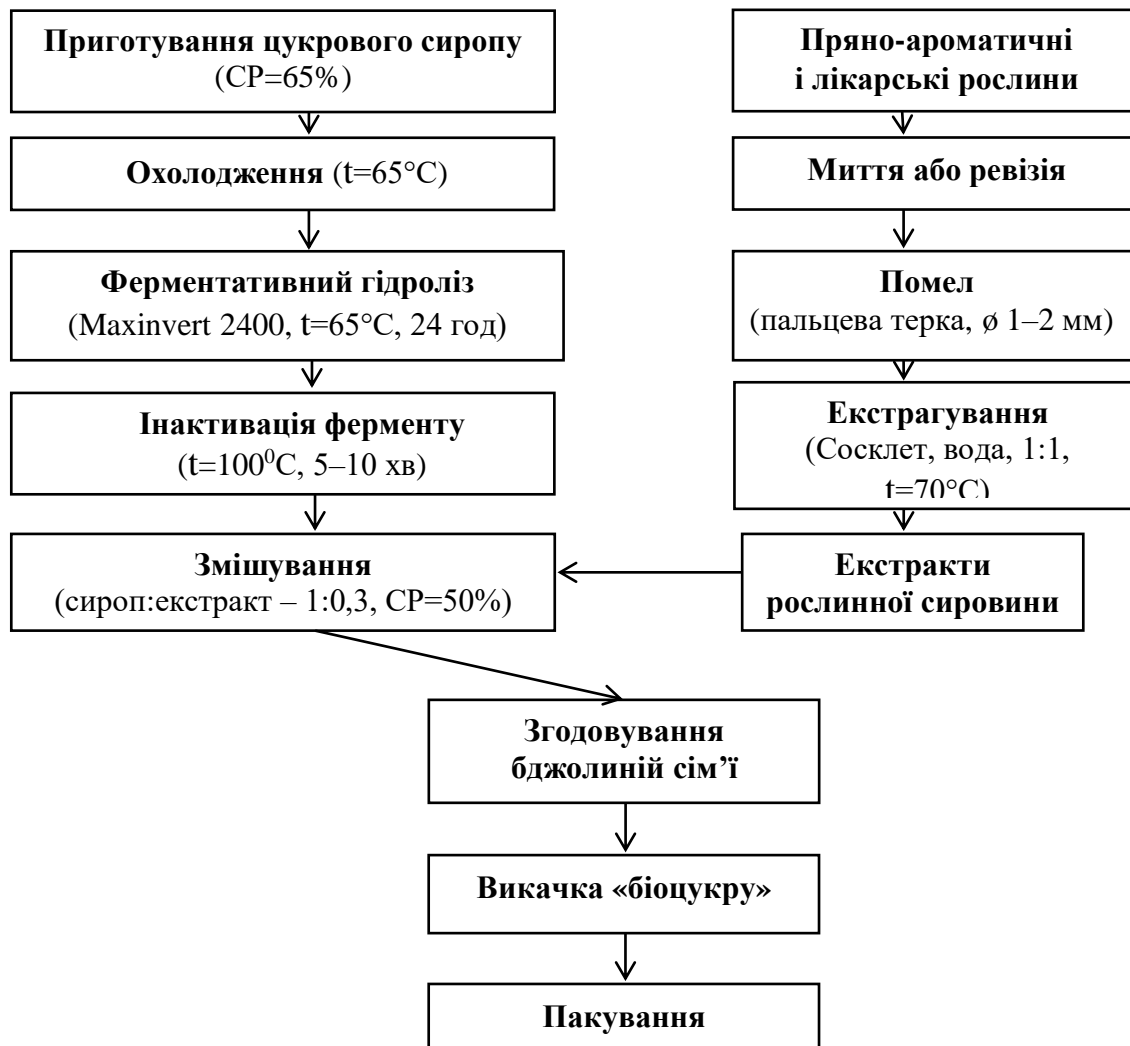 Приготування цукрового сиропу
(СР=65%)
Охолодження (t=65°C)
Ферментативний гідроліз
(Maxinvert 2400, t=65°C, 24 год)
Інактивація ферменту
(t=100⁰C, 5–10 хв)
Змішування
(сироп:екстракт – 1:0,3, СР=50%)
Пряно-ароматичні
і лікарські рослини
Миття або ревізія
Помел
(пальцева терка, ø 1–2 мм)
Екстрагування
(Сосклет, вода, 1:1,
t=70°C)
Екстракти
рослинної сировини
Згодовування
бджолиній сім’ї
Викачка «біоцукру»
Пакування